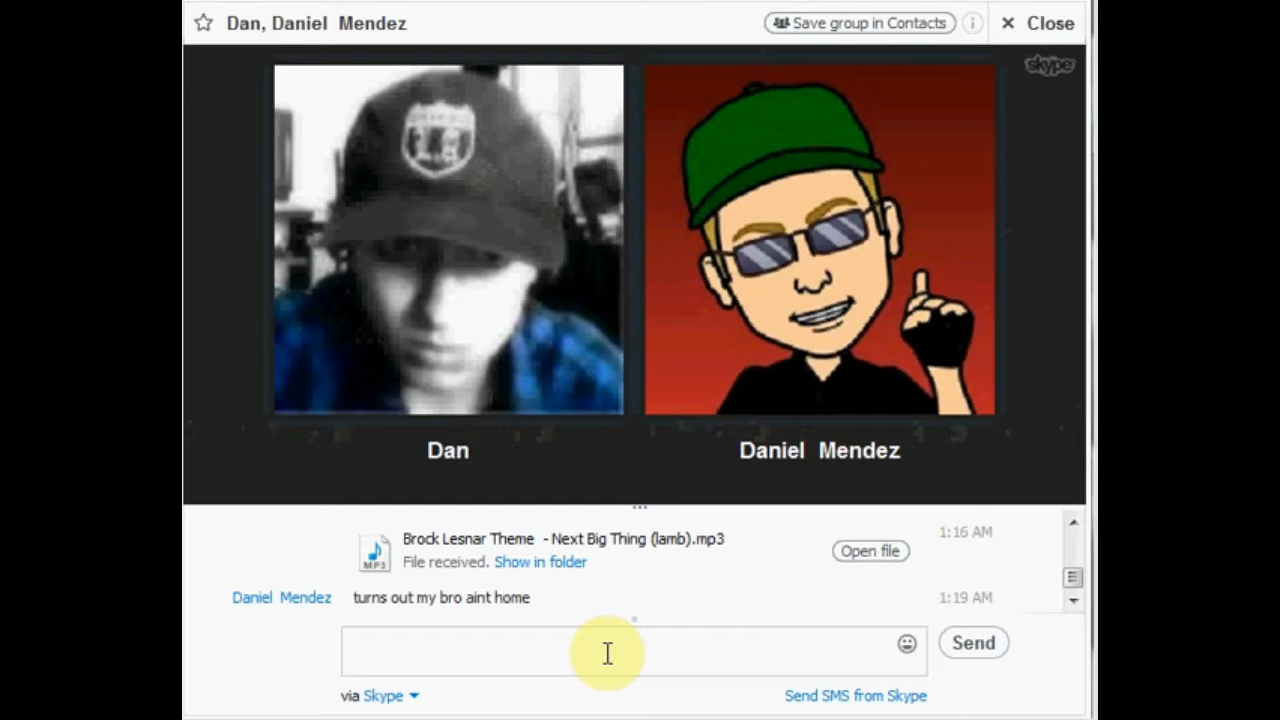 Dan, Daniel Mendez
Save group in Contacts
Close
skype
Dan
Daniel Mendez
Brock Lesnar Theme - Next Big Thing (lamb).mp3
1:16 AM
MP3
File received. Show in folder
Open file
Daniel Mendez turns out my bro aint home 1:19 AM
Send
via Skype
Send SMS from Skype